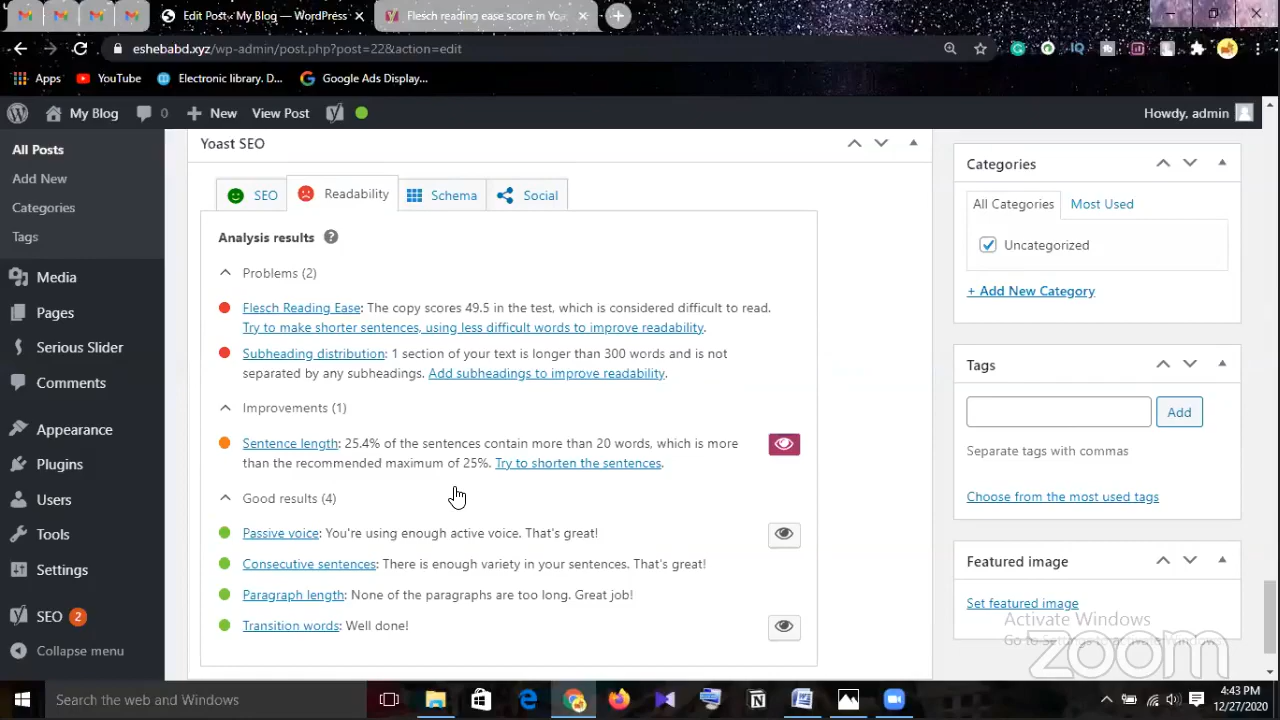 Edit Post ‹ My Blog — WordPress
Flesch reading ease score in Yoa
eshebabd.xyz/wp-admin/post.php?post=22&action=edit
Apps
YouTube
Electronic library. D...
Google Ads Display...
My Blog
0
New
View Post
Howdy, admin
All Posts
Add New
Categories
Tags
Media
Pages
Serious Slider
Comments
Appearance
Plugins
Users
Tools
Settings
SEO 2
Collapse menu
Yoast SEO
SEO
Readability
Schema
Social
Analysis results
Problems (2)
Flesch Reading Ease: The copy scores 49.5 in the test, which is considered difficult to read.
Try to make shorter sentences, using less difficult words to improve readability.
Subheading distribution: 1 section of your text is longer than 300 words and is not
separated by any subheadings. Add subheadings to improve readability.
Improvements (1)
Sentence length: 25.4% of the sentences contain more than 20 words, which is more
than the recommended maximum of 25%. Try to shorten the sentences.
Good results (4)
Passive voice: You're using enough active voice. That's great!
Consecutive sentences: There is enough variety in your sentences. That's great!
Paragraph length: None of the paragraphs are too long. Great job!
Transition words: Well done!
Categories
All Categories
Most Used
Uncategorized
+ Add New Category
Tags
Add
Separate tags with commas
Choose from the most used tags
Featured image
Set featured image
Activate Windows
zoom
Search the web and Windows
4:43 PM
12/27/2020